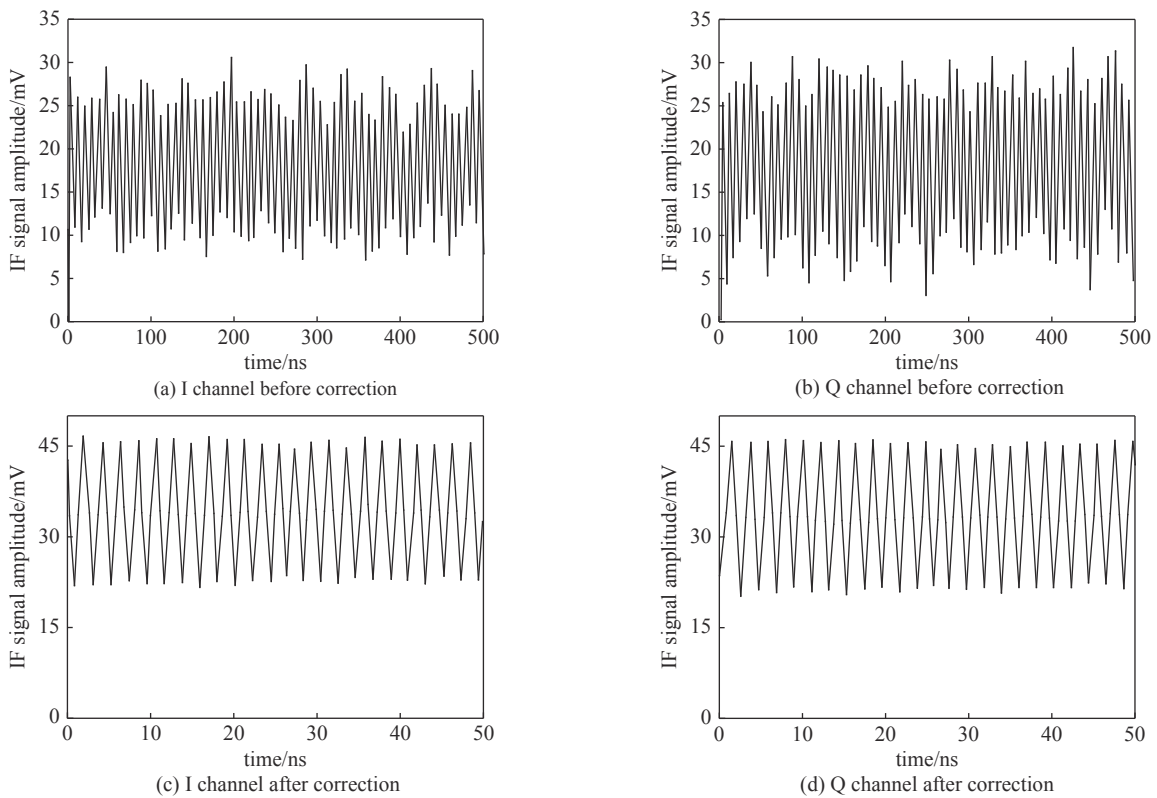 35
30
25
20
15
10
5
0
IF signal amplitude/mV
0 100 200 300 400 500
time/ns
(a) I channel before correction
35
30
25
20
15
10
5
0
IF signal amplitude/mV
0 100 200 300 400 500
time/ns
(b) Q channel before correction
45
30
15
0
IF signal amplitude/mV
0 10 20 30 40 50
time/ns
(c) I channel after correction
45
30
15
0
IF signal amplitude/mV
0 10 20 30 40 50
time/ns
(d) Q channel after correction